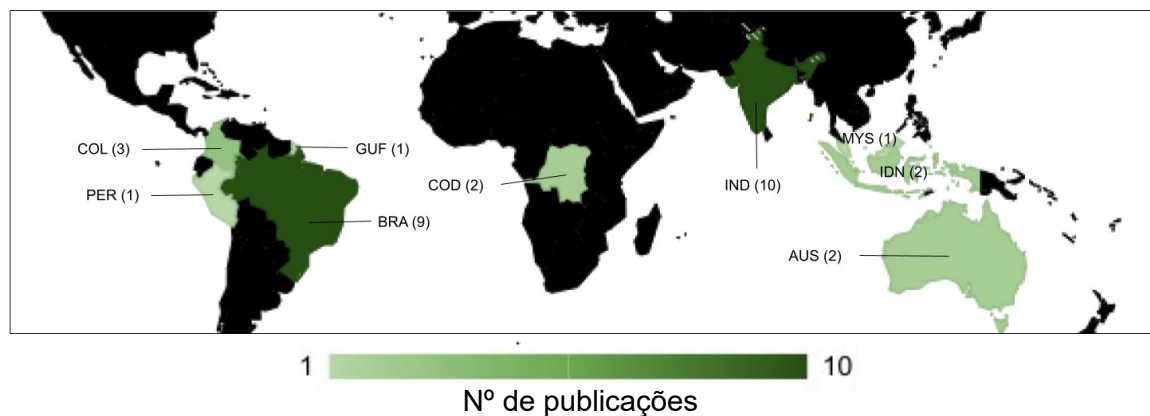 COL (3)
GUF (1)
PER (1)
BRA (9)
COD (2)
IND (10)
MYS (1)
IDN (2)
AUS (2)
1
10
Nº de publicações